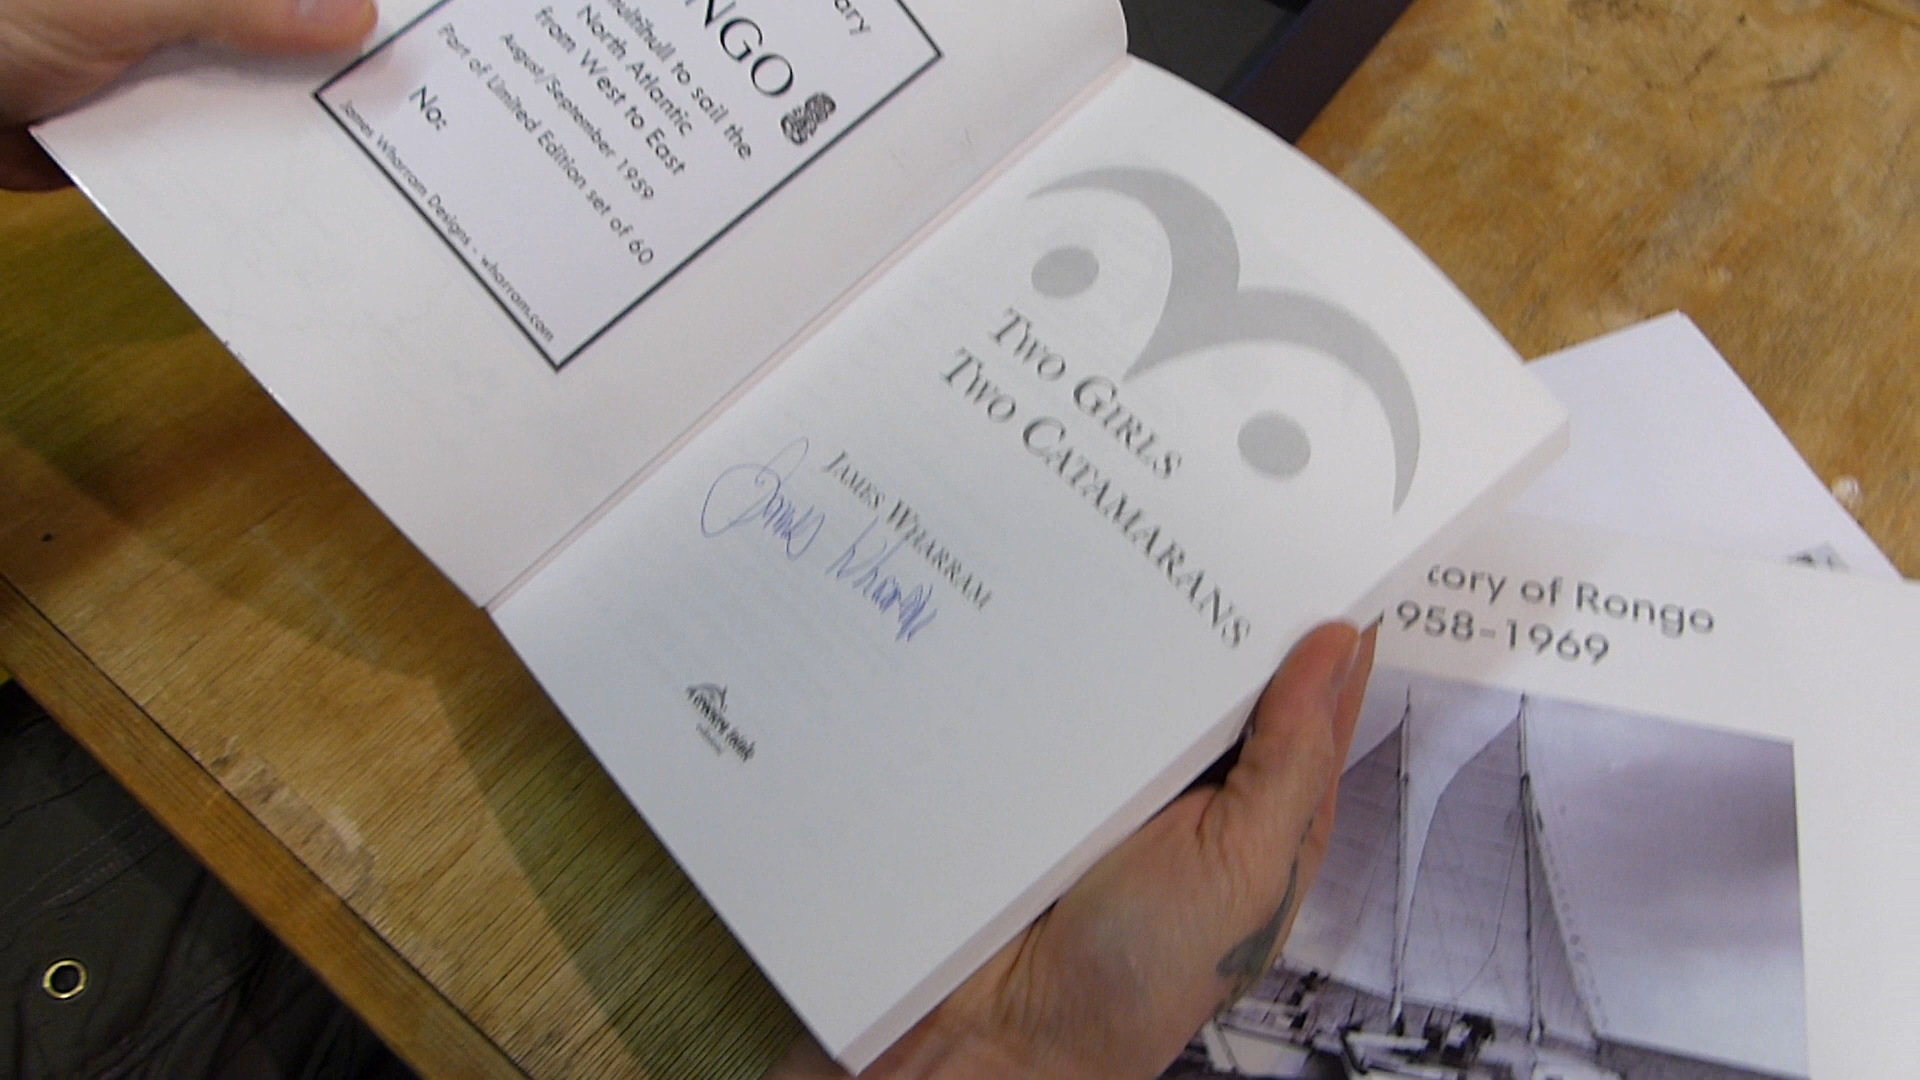 ary
NGO
multihull to sail the
North Atlantic
from West to East
August/September 1959
Part of Limited Edition set of 60
No:
James Wharram Designs - wharram.com
TWO GIRLS
TWO CATAMARANS
JAMES WHARRAM
James Wharram
tory of Rongo
1958-1969